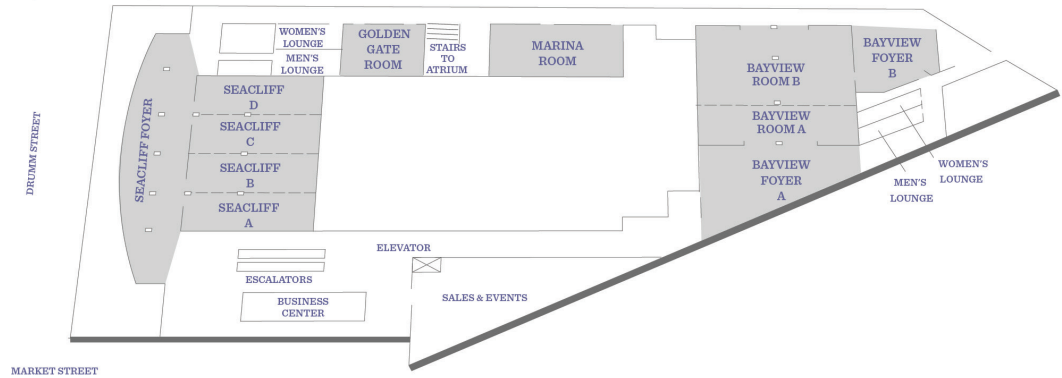 WOMEN'S
LOUNGE
MEN'S
LOUNGE
GOLDEN
GATE
ROOM
STAIRS
TO
ATRIUM
MARINA
ROOM
BAYVIEW
ROOM B
BAYVIEW
FOYER
B
SEACLIFF
D
SEACLIFF
C
SEACLIFF
B
SEACLIFF
A
SEACLIFF FOYER
DRUMM STREET
BAYVIEW
ROOM A
BAYVIEW
FOYER
A
WOMEN'S
LOUNGE
MEN'S
LOUNGE
ELEVATOR
ESCALATORS
BUSINESS
CENTER
SALES & EVENTS
MARKET STREET